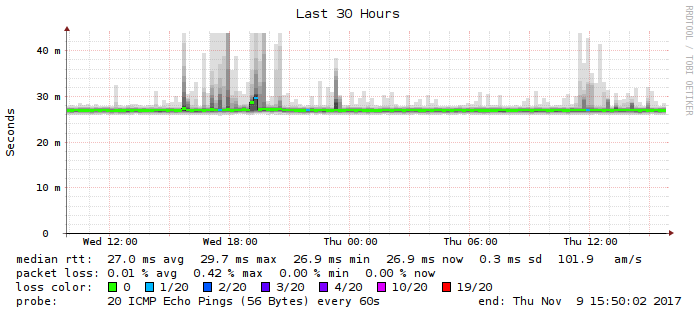 Last 30 Hours
RRDTOOL / TOBI OETIKER
Seconds
40 m
30 m
20 m
10 m
0
Wed 12:00 Wed 18:00 Thu 00:00 Thu 06:00 Thu 12:00
median rtt: 27.0 ms avg 29.7 ms max 26.9 ms min 26.9 ms now 0.3 ms sd 101.9 am/s
packet loss: 0.01 % avg 0.42 % max 0.00 % min 0.00 % now
loss color: 0 1/20 2/20 3/20 4/20 10/20 19/20
probe: 20 ICMP Echo Pings (56 Bytes) every 60s end: Thu Nov 9 15:50:02 2017